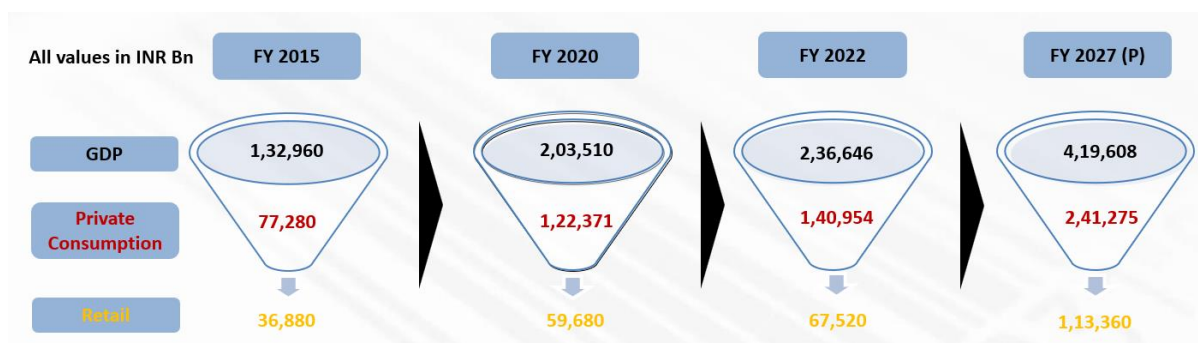 All values in INR Bn
FY 2015
FY 2020
FY 2022
FY 2027 (P)
GDP
1,32,960
2,03,510
2,36,646
4,19,608
Private
Consumption
77,280
1,22,371
1,40,954
2,41,275
Retail
36,880
59,680
67,520
1,13,360